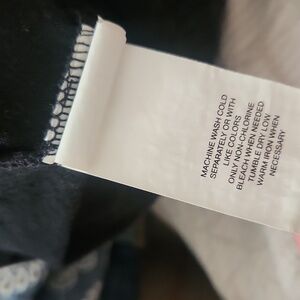 MACHINE WASH COLD
SEPARATELY OR WITH
LIKE COLORS
ONLY NON-CHLORINE
BLEACH WHEN NEEDED
TUMBLE DRY LOW
WARM IRON WHEN
NECESSARY